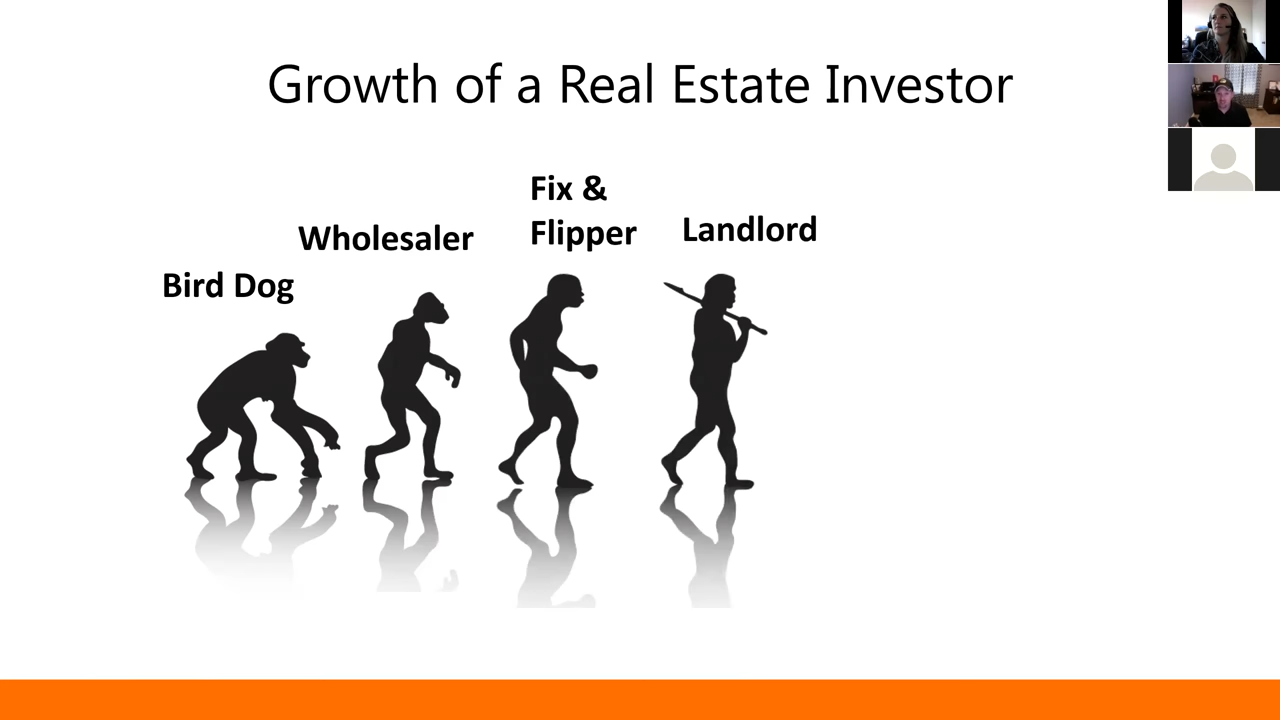 Growth of a Real Estate Investor
Bird Dog
Wholesaler
Fix &
Flipper
Landlord